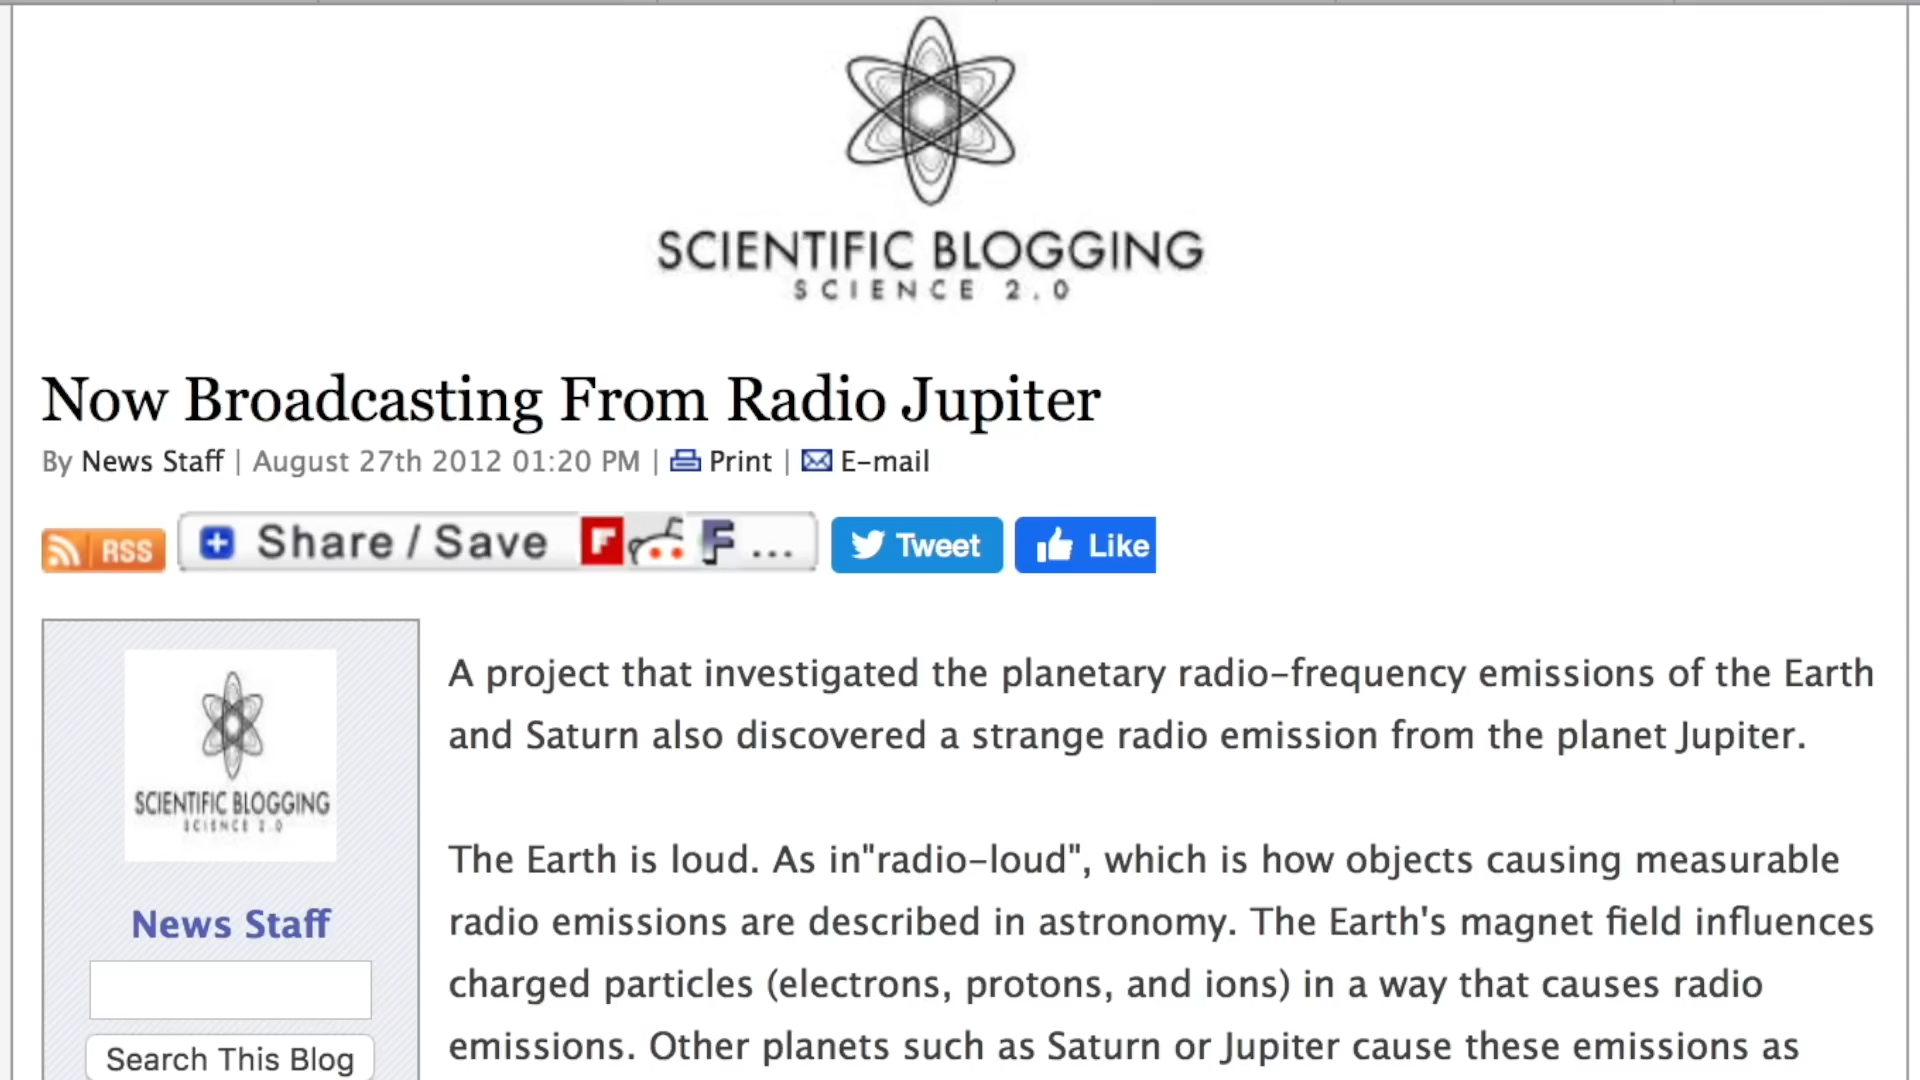 SCIENTIFIC BLOGGING
SCIENCE 2.0
Now Broadcasting From Radio Jupiter
By News Staff | August 27th 2012 01:20 PM | Print | E-mail
RSS Share / Save ... Tweet Like
SCIENTIFIC BLOGGING
SCIENCE 2.0
News Staff
Search This Blog
A project that investigated the planetary radio-frequency emissions of the Earth
and Saturn also discovered a strange radio emission from the planet Jupiter.
The Earth is loud. As in"radio-loud", which is how objects causing measurable
radio emissions are described in astronomy. The Earth's magnet field influences
charged particles (electrons, protons, and ions) in a way that causes radio
emissions. Other planets such as Saturn or Jupiter cause these emissions as